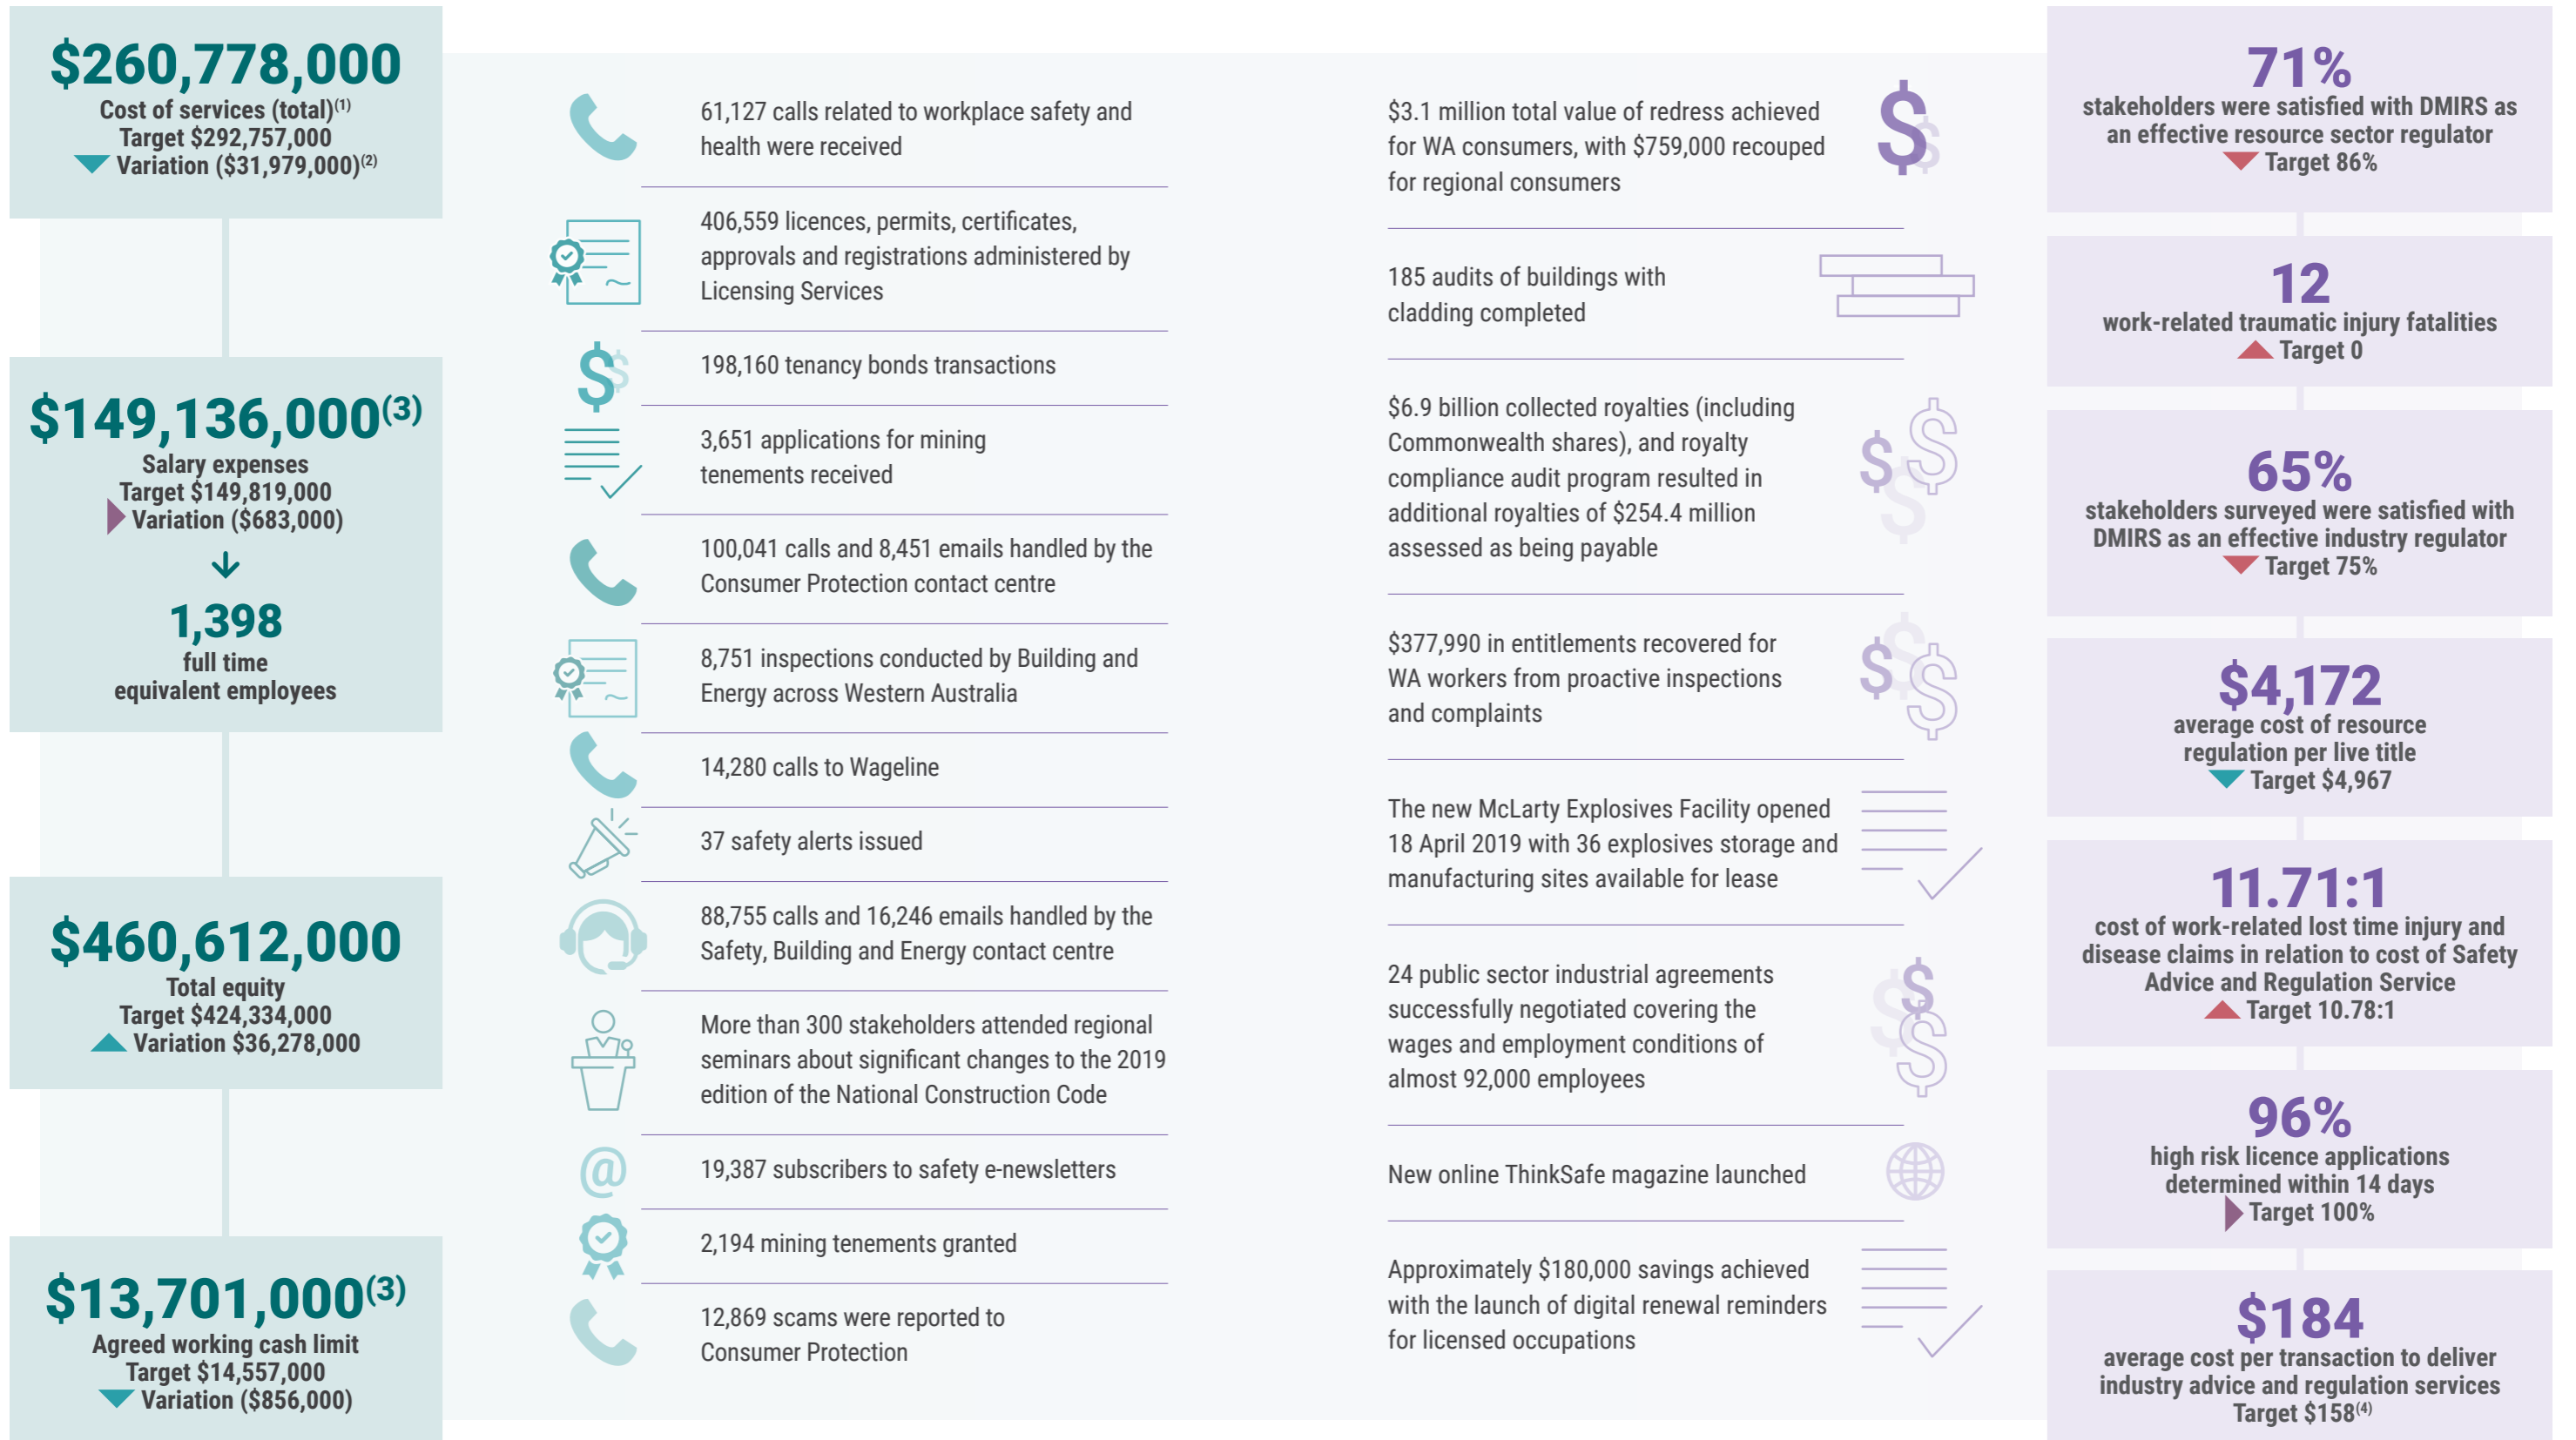 $260,778,000
Cost of services (total)(1)
Target $292,757,000
Variation ($31,979,000)(2)
$149,136,000(3)
Salary expenses
Target $149,819,000
Variation ($683,000)
1,398
full time
equivalent employees
$460,612,000
Total equity
Target $424,334,000
Variation $36,278,000
$13,701,000(3)
Agreed working cash limit
Target $14,557,000
Variation ($856,000)
61,127 calls related to workplace safety and
health were received
406,559 licences, permits, certificates,
approvals and registrations administered by
Licensing Services
198,160 tenancy bonds transactions
3,651 applications for mining
tenements received
100,041 calls and 8,451 emails handled by the
Consumer Protection contact centre
8,751 inspections conducted by Building and
Energy across Western Australia
14,280 calls to Wageline
37 safety alerts issued
88,755 calls and 16,246 emails handled by the
Safety, Building and Energy contact centre
More than 300 stakeholders attended regional
seminars about significant changes to the 2019
edition of the National Construction Code
19,387 subscribers to safety e-newsletters
2,194 mining tenements granted
12,869 scams were reported to
Consumer Protection
$3.1 million total value of redress achieved
for WA consumers, with $759,000 recouped
for regional consumers
185 audits of buildings with
cladding completed
$6.9 billion collected royalties (including
Commonwealth shares), and royalty
compliance audit program resulted in
additional royalties of $254.4 million
assessed as being payable
$377,990 in entitlements recovered for
WA workers from proactive inspections
and complaints
The new McLarty Explosives Facility opened
18 April 2019 with 36 explosives storage and
manufacturing sites available for lease
24 public sector industrial agreements
successfully negotiated covering the
wages and employment conditions of
almost 92,000 employees
New online ThinkSafe magazine launched
Approximately $180,000 savings achieved
with the launch of digital renewal reminders
for licensed occupations
71%
stakeholders were satisfied with DMIRS as
an effective resource sector regulator
Target 86%
12
work-related traumatic injury fatalities
Target 0
65%
stakeholders surveyed were satisfied with
DMIRS as an effective industry regulator
Target 75%
$4,172
average cost of resource
regulation per live title
Target $4,967
11.71:1
cost of work-related lost time injury and
disease claims in relation to cost of Safety
Advice and Regulation Service
Target 10.78:1
96%
high risk licence applications
determined within 14 days
Target 100%
$184
average cost per transaction to deliver
industry advice and regulation services
Target $158(4)